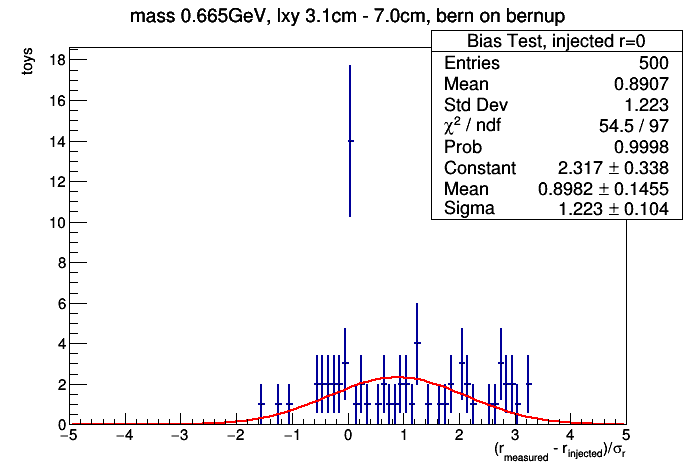 mass 0.665GeV, lxy 3.1cm - 7.0cm, bern on bernup
Bias Test, injected r=0
Entries 500
Mean 0.8907
Std Dev 1.223
χ² / ndf 54.5 / 97
Prob 0.9998
Constant 2.317 ± 0.338
Mean 0.8982 ± 0.1455
Sigma 1.223 ± 0.104
toys
18
16
14
12
10
8
6
4
2
0
−5 −4 −3 −2 −1 0 1 2 3 4 5
(r_measured - r_injected)/σ_r